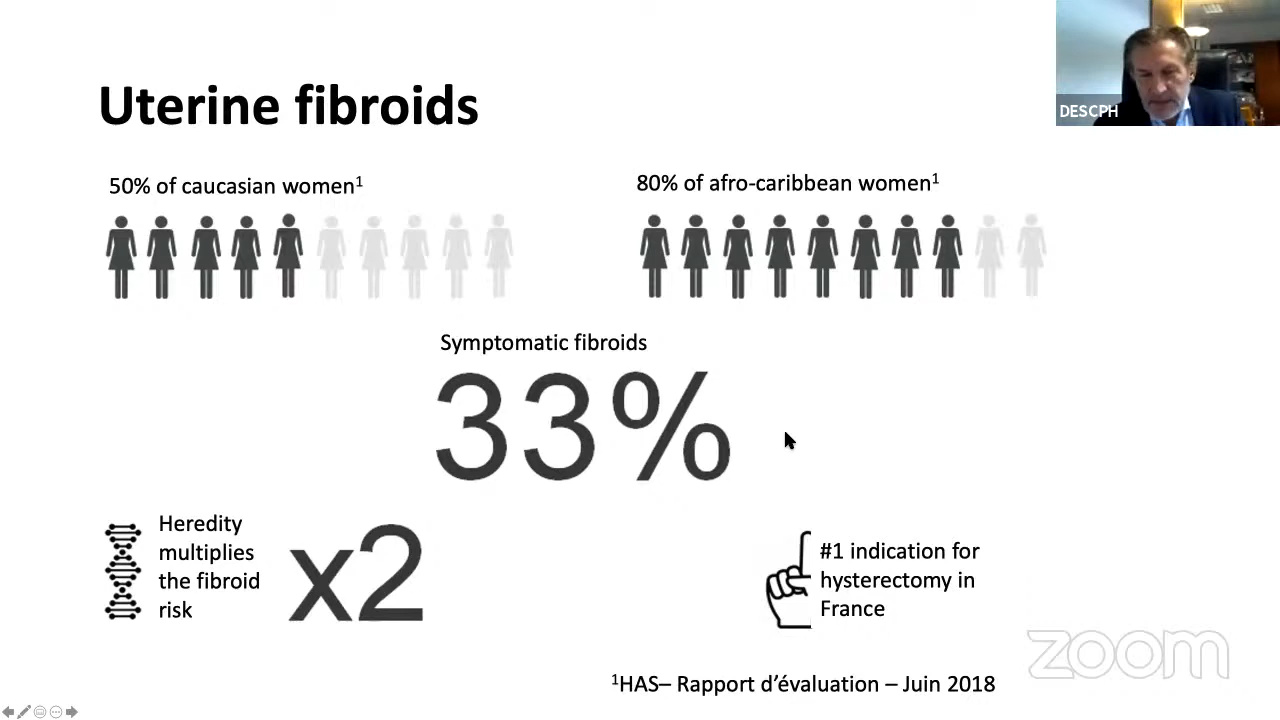 DESCPH
Uterine fibroids
50% of caucasian women¹
80% of afro-caribbean women¹
Symptomatic fibroids
33%
Heredity
multiplies
the fibroid
risk
x2
#1 indication for
hysterectomy in
France
zoom
¹HAS– Rapport d’évaluation – Juin 2018